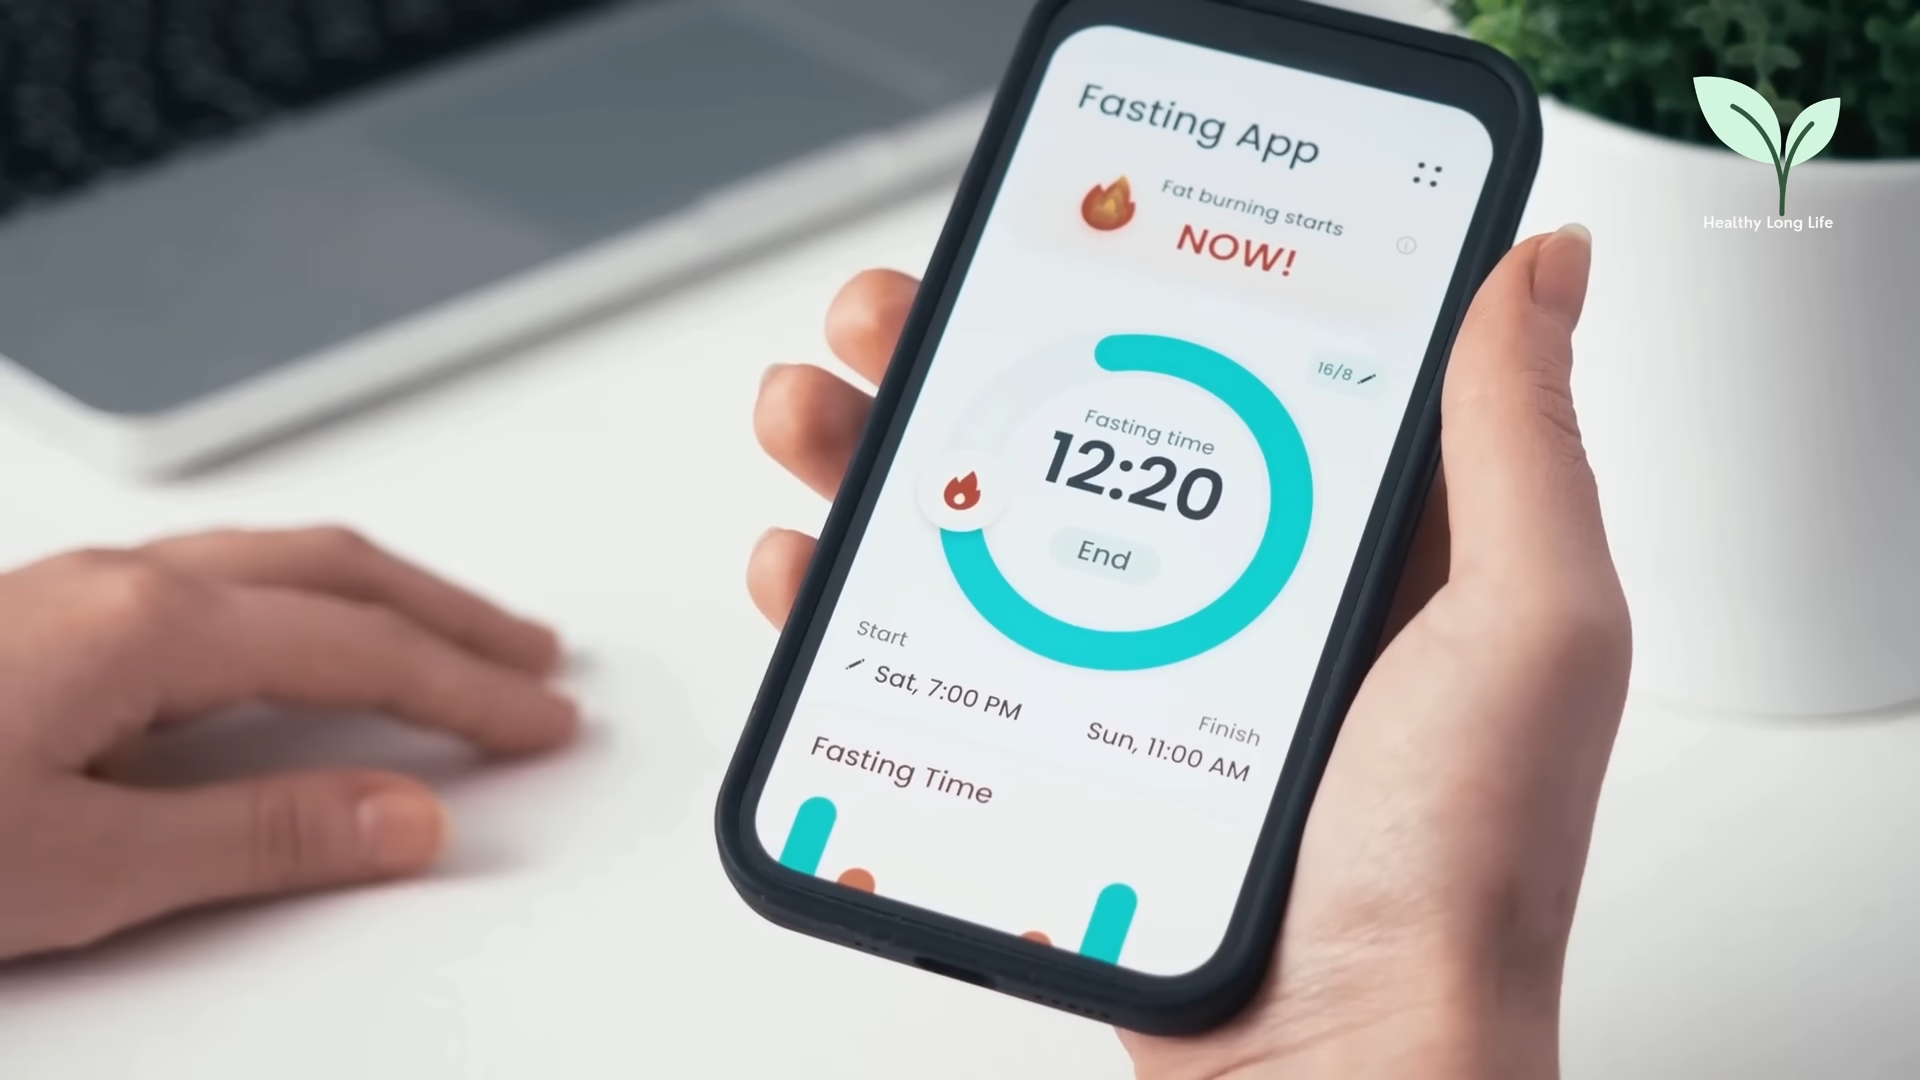 Fasting App
Fat burning starts
NOW!
16/8
Fasting time
12:20
End
Start
Sat, 7:00 PM
Finish
Sun, 11:00 AM
Fasting Time
Healthy Long Life